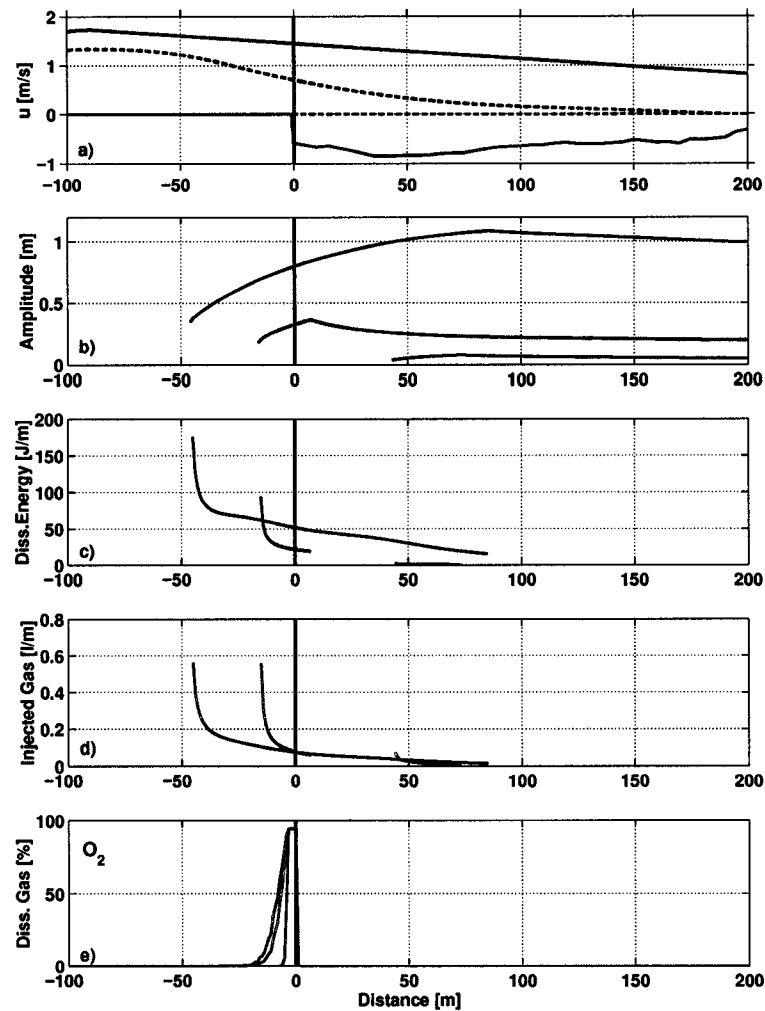 2
1
0
−1
u [m/s]
a)
−100 −50 0 50 100 150 200
1
0.5
0
Amplitude [m]
b)
−100 −50 0 50 100 150 200
200
150
100
50
0
Diss.Energy [J/m]
c)
−100 −50 0 50 100 150 200
0.8
0.6
0.4
0.2
0
Injected Gas [l/m]
d)
−100 −50 0 50 100 150 200
100
50
0
Diss. Gas [%]
O2
e)
−100 −50 0 50 100 150 200
Distance [m]